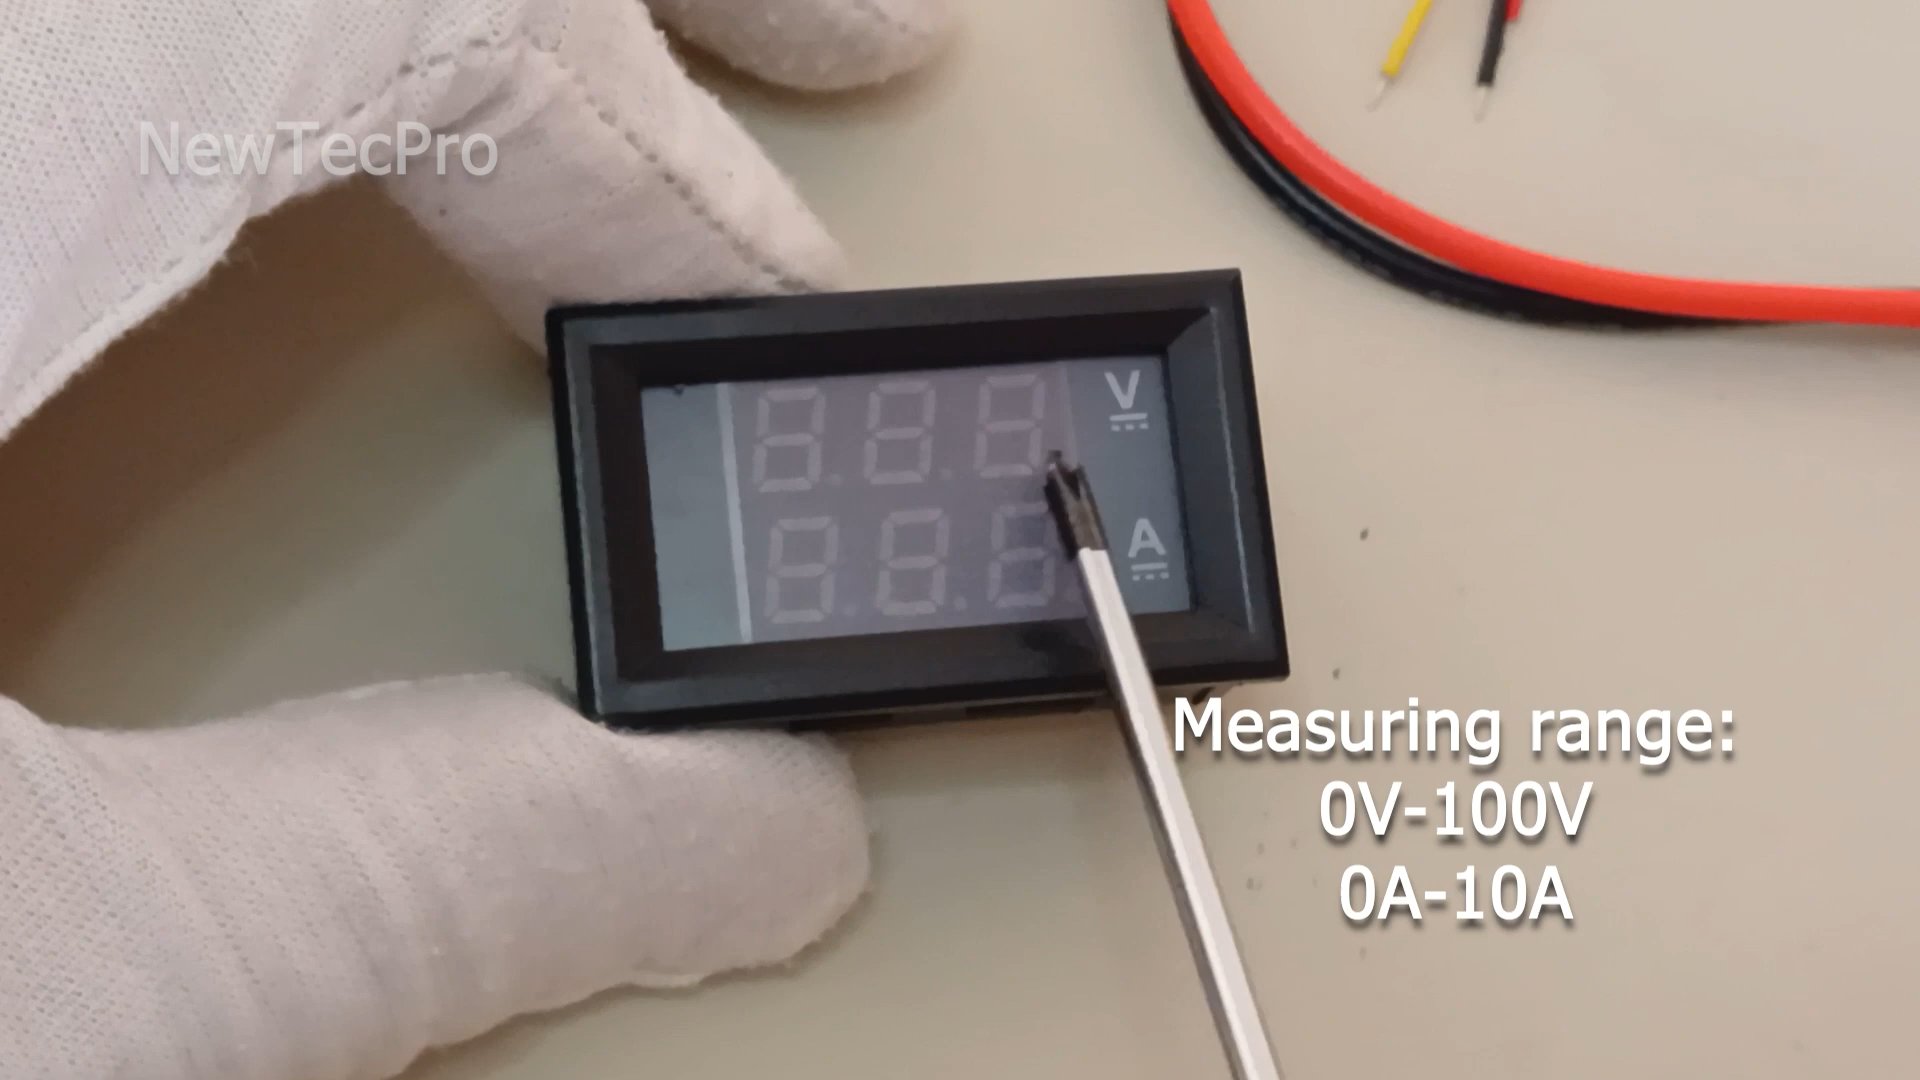 NewTecPro
V
A
Measuring range:
0V-100V
0A-10A